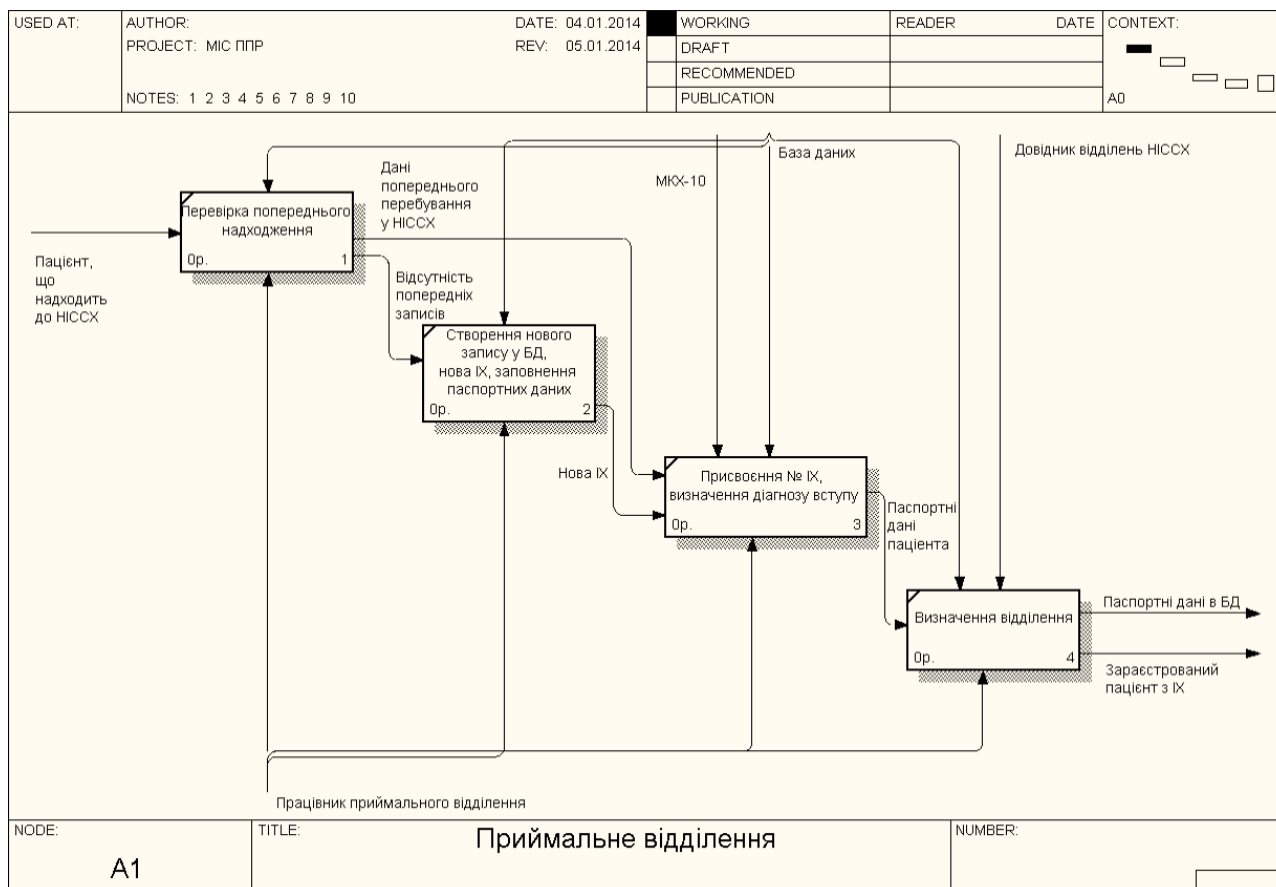 USED AT:
AUTHOR:
DATE: 04.01.2014
WORKING
READER
DATE
CONTEXT:
PROJECT: МІС ППР
REV: 05.01.2014
DRAFT
RECOMMENDED
NOTES: 1 2 3 4 5 6 7 8 9 10
PUBLICATION
A0
База даних
Довідник відділень НІССХ
МКХ-10
Дані
попереднього
перебування
у НІССХ
Перевірка попереднього
надходження
0р.
1
Пацієнт,
що
надходить
до НІССХ
Відсутність
попередніх
записів
Створення нового
запису у БД,
нова ІХ, заповнення
паспортних даних
0р.
2
Нова ІХ
Присвоєння № ІХ,
визначення діагнозу вступу
0р.
3
Паспортні
дані
пацієнта
Визначення відділення
0р.
4
Паспортні дані в БД
Зараєстрований
пацієнт з ІХ
Працівник приймального відділення
NODE:
TITLE:
NUMBER:
A1
Приймальне відділення